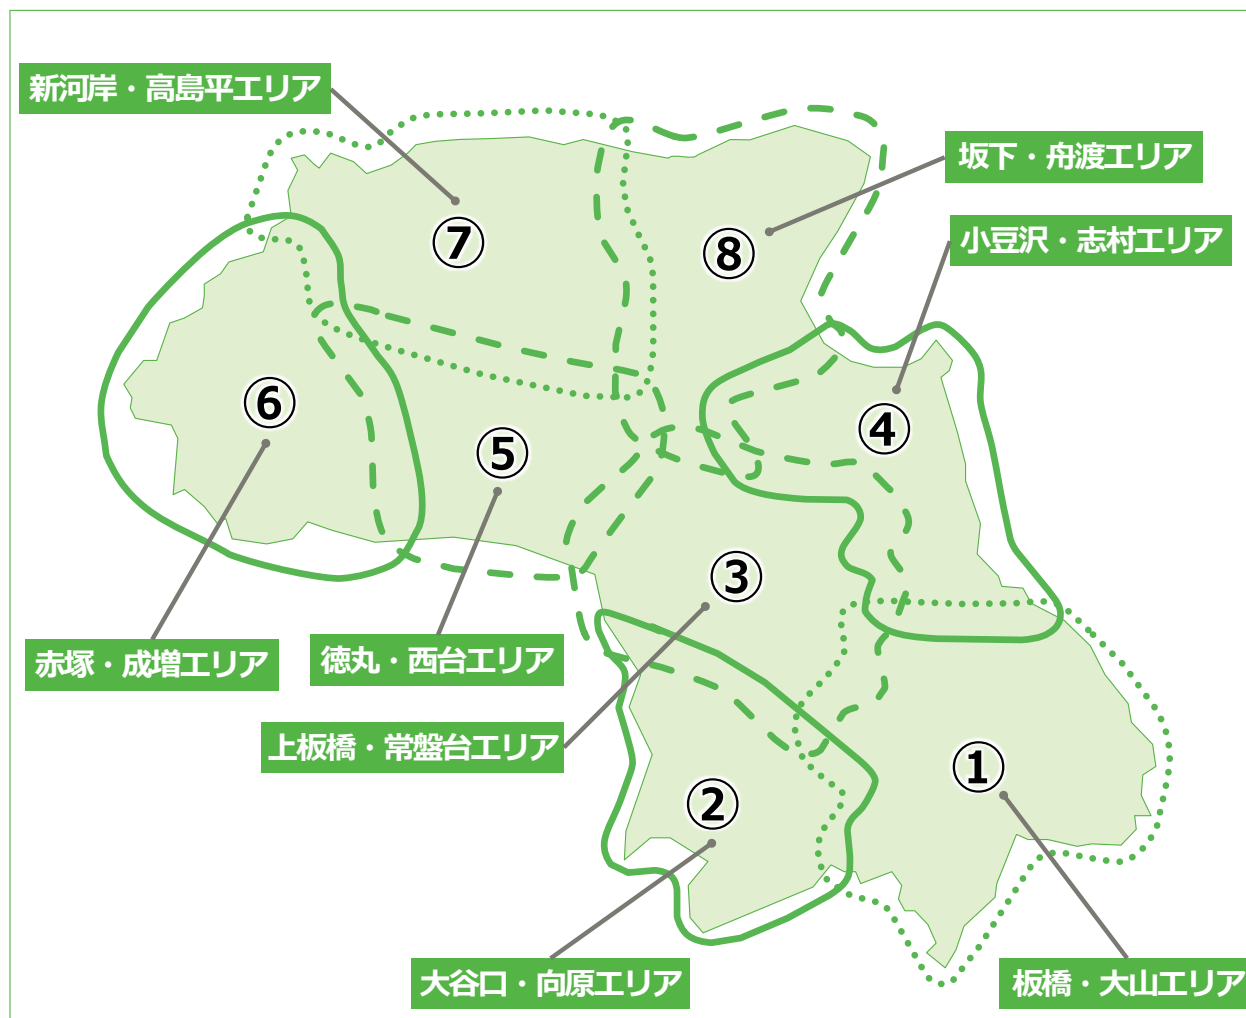 新河岸・高島平エリア
坂下・舟渡エリア
小豆沢・志村エリア
⑦
⑧
⑥
④
⑤
③
赤塚・成増エリア
徳丸・西台エリア
上板橋・常盤台エリア
①
②
大谷口・向原エリア
板橋・大山エリア